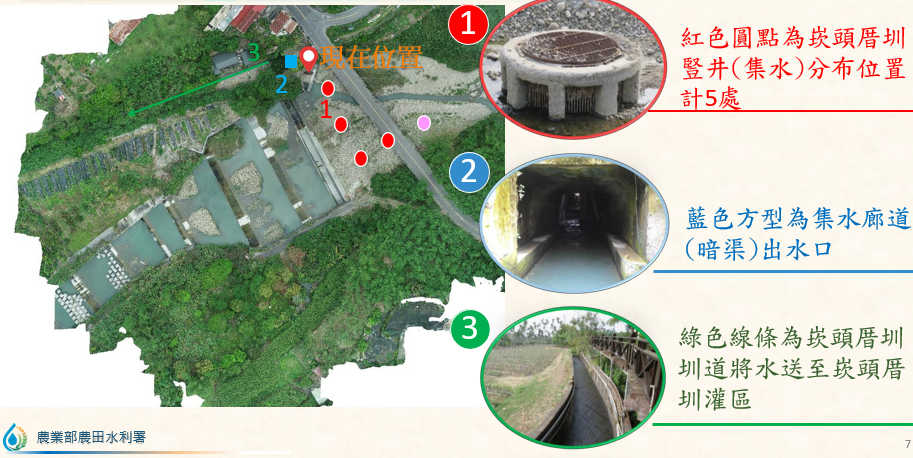 3
現在位置
2
1
1
紅色圓點為崁頭厝圳
豎井(集水)分布位置
計5處
2
藍色方型為集水廊道
(暗渠)出水口
3
綠色線條為崁頭厝圳
圳道將水送至崁頭厝
圳灌區
農業部農田水利署
7